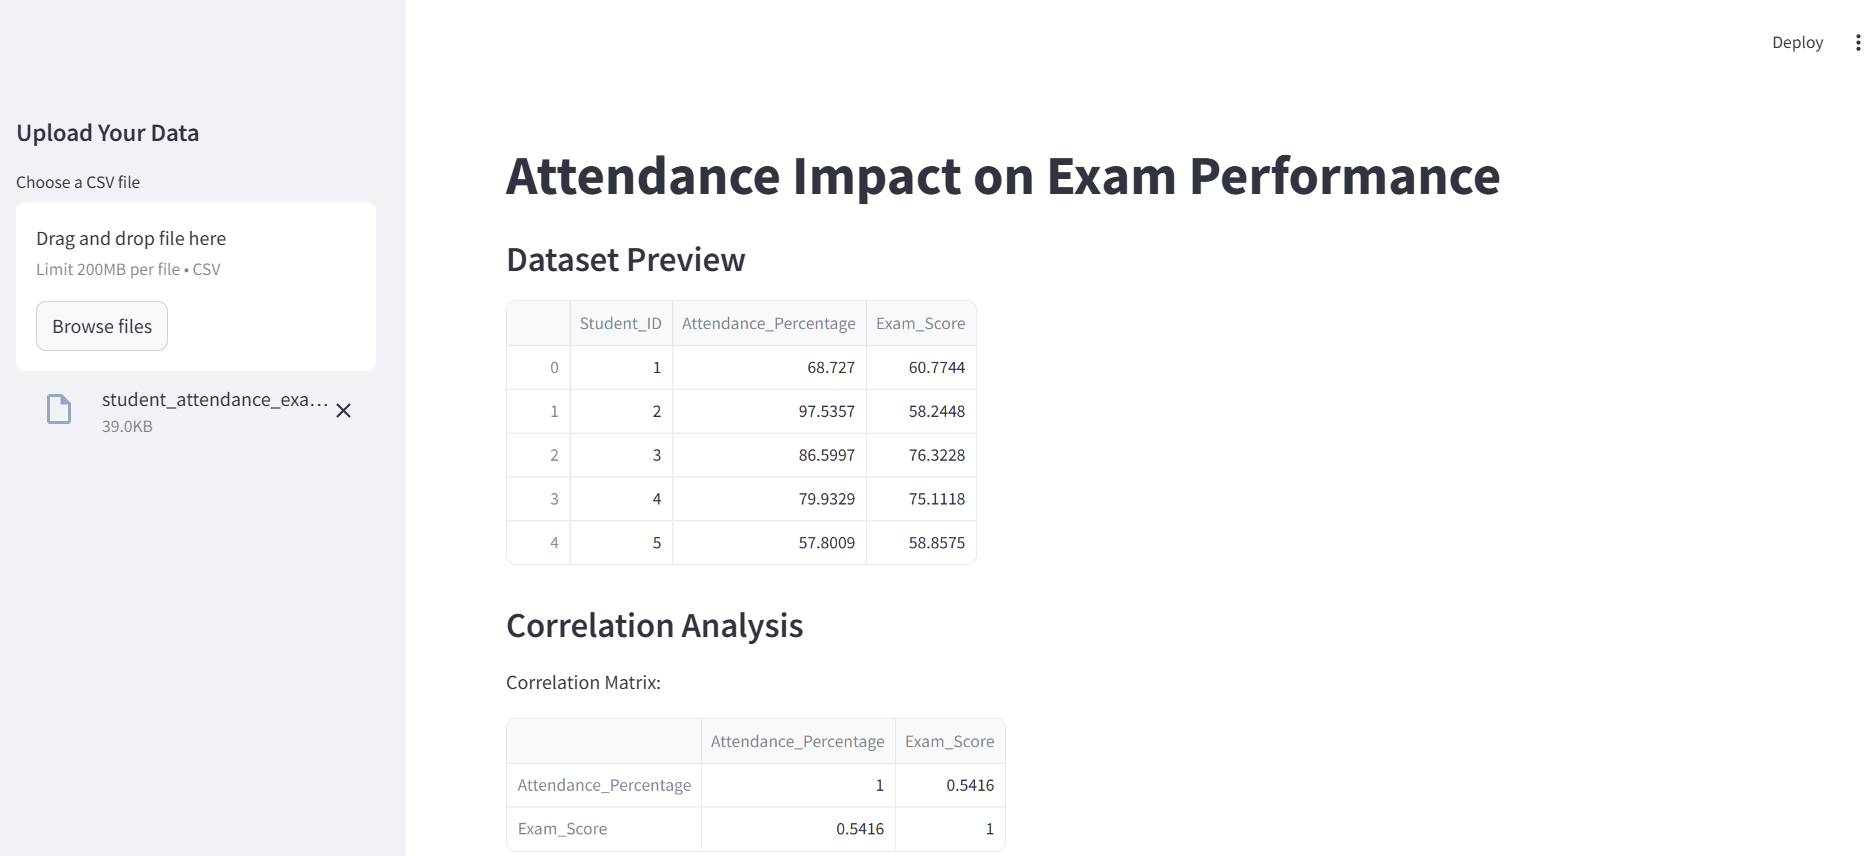 Deploy
Upload Your Data
Choose a CSV file
Drag and drop file here
Limit 200MB per file • CSV
Browse files
student_attendance_exa...
39.0KB
Attendance Impact on Exam Performance
Dataset Preview
Student_ID Attendance_Percentage Exam_Score
0 1 68.727 60.7744
1 2 97.5357 58.2448
2 3 86.5997 76.3228
3 4 79.9329 75.1118
4 5 57.8009 58.8575
Correlation Analysis
Correlation Matrix:
Attendance_Percentage Exam_Score
Attendance_Percentage 1 0.5416
Exam_Score 0.5416 1